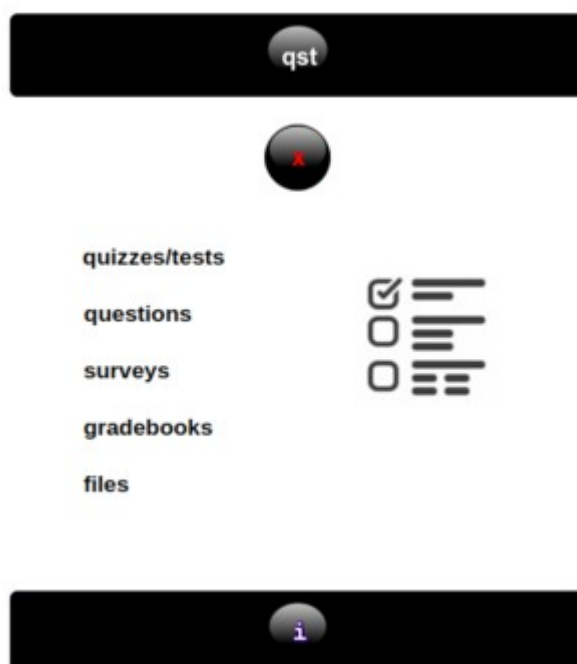 qst
x
quizzes/tests
questions
surveys
gradebooks
files
i